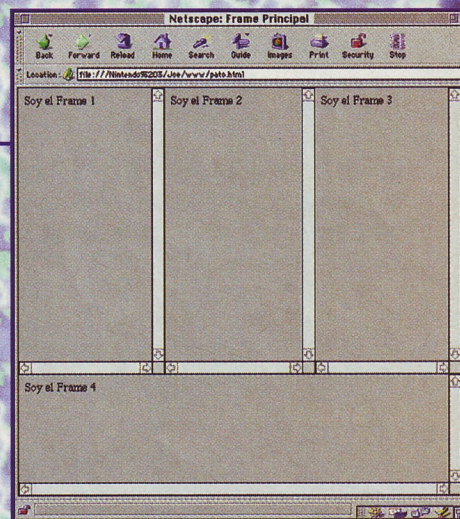 Netscape: Frame Principal
Back Forward Reload Home Search Guide Images Print Security Stop
Location: file:///Nintendo%203/Joe/www/pato.html
Soy el Frame 1
Soy el Frame 2
Soy el Frame 3
Soy el Frame 4